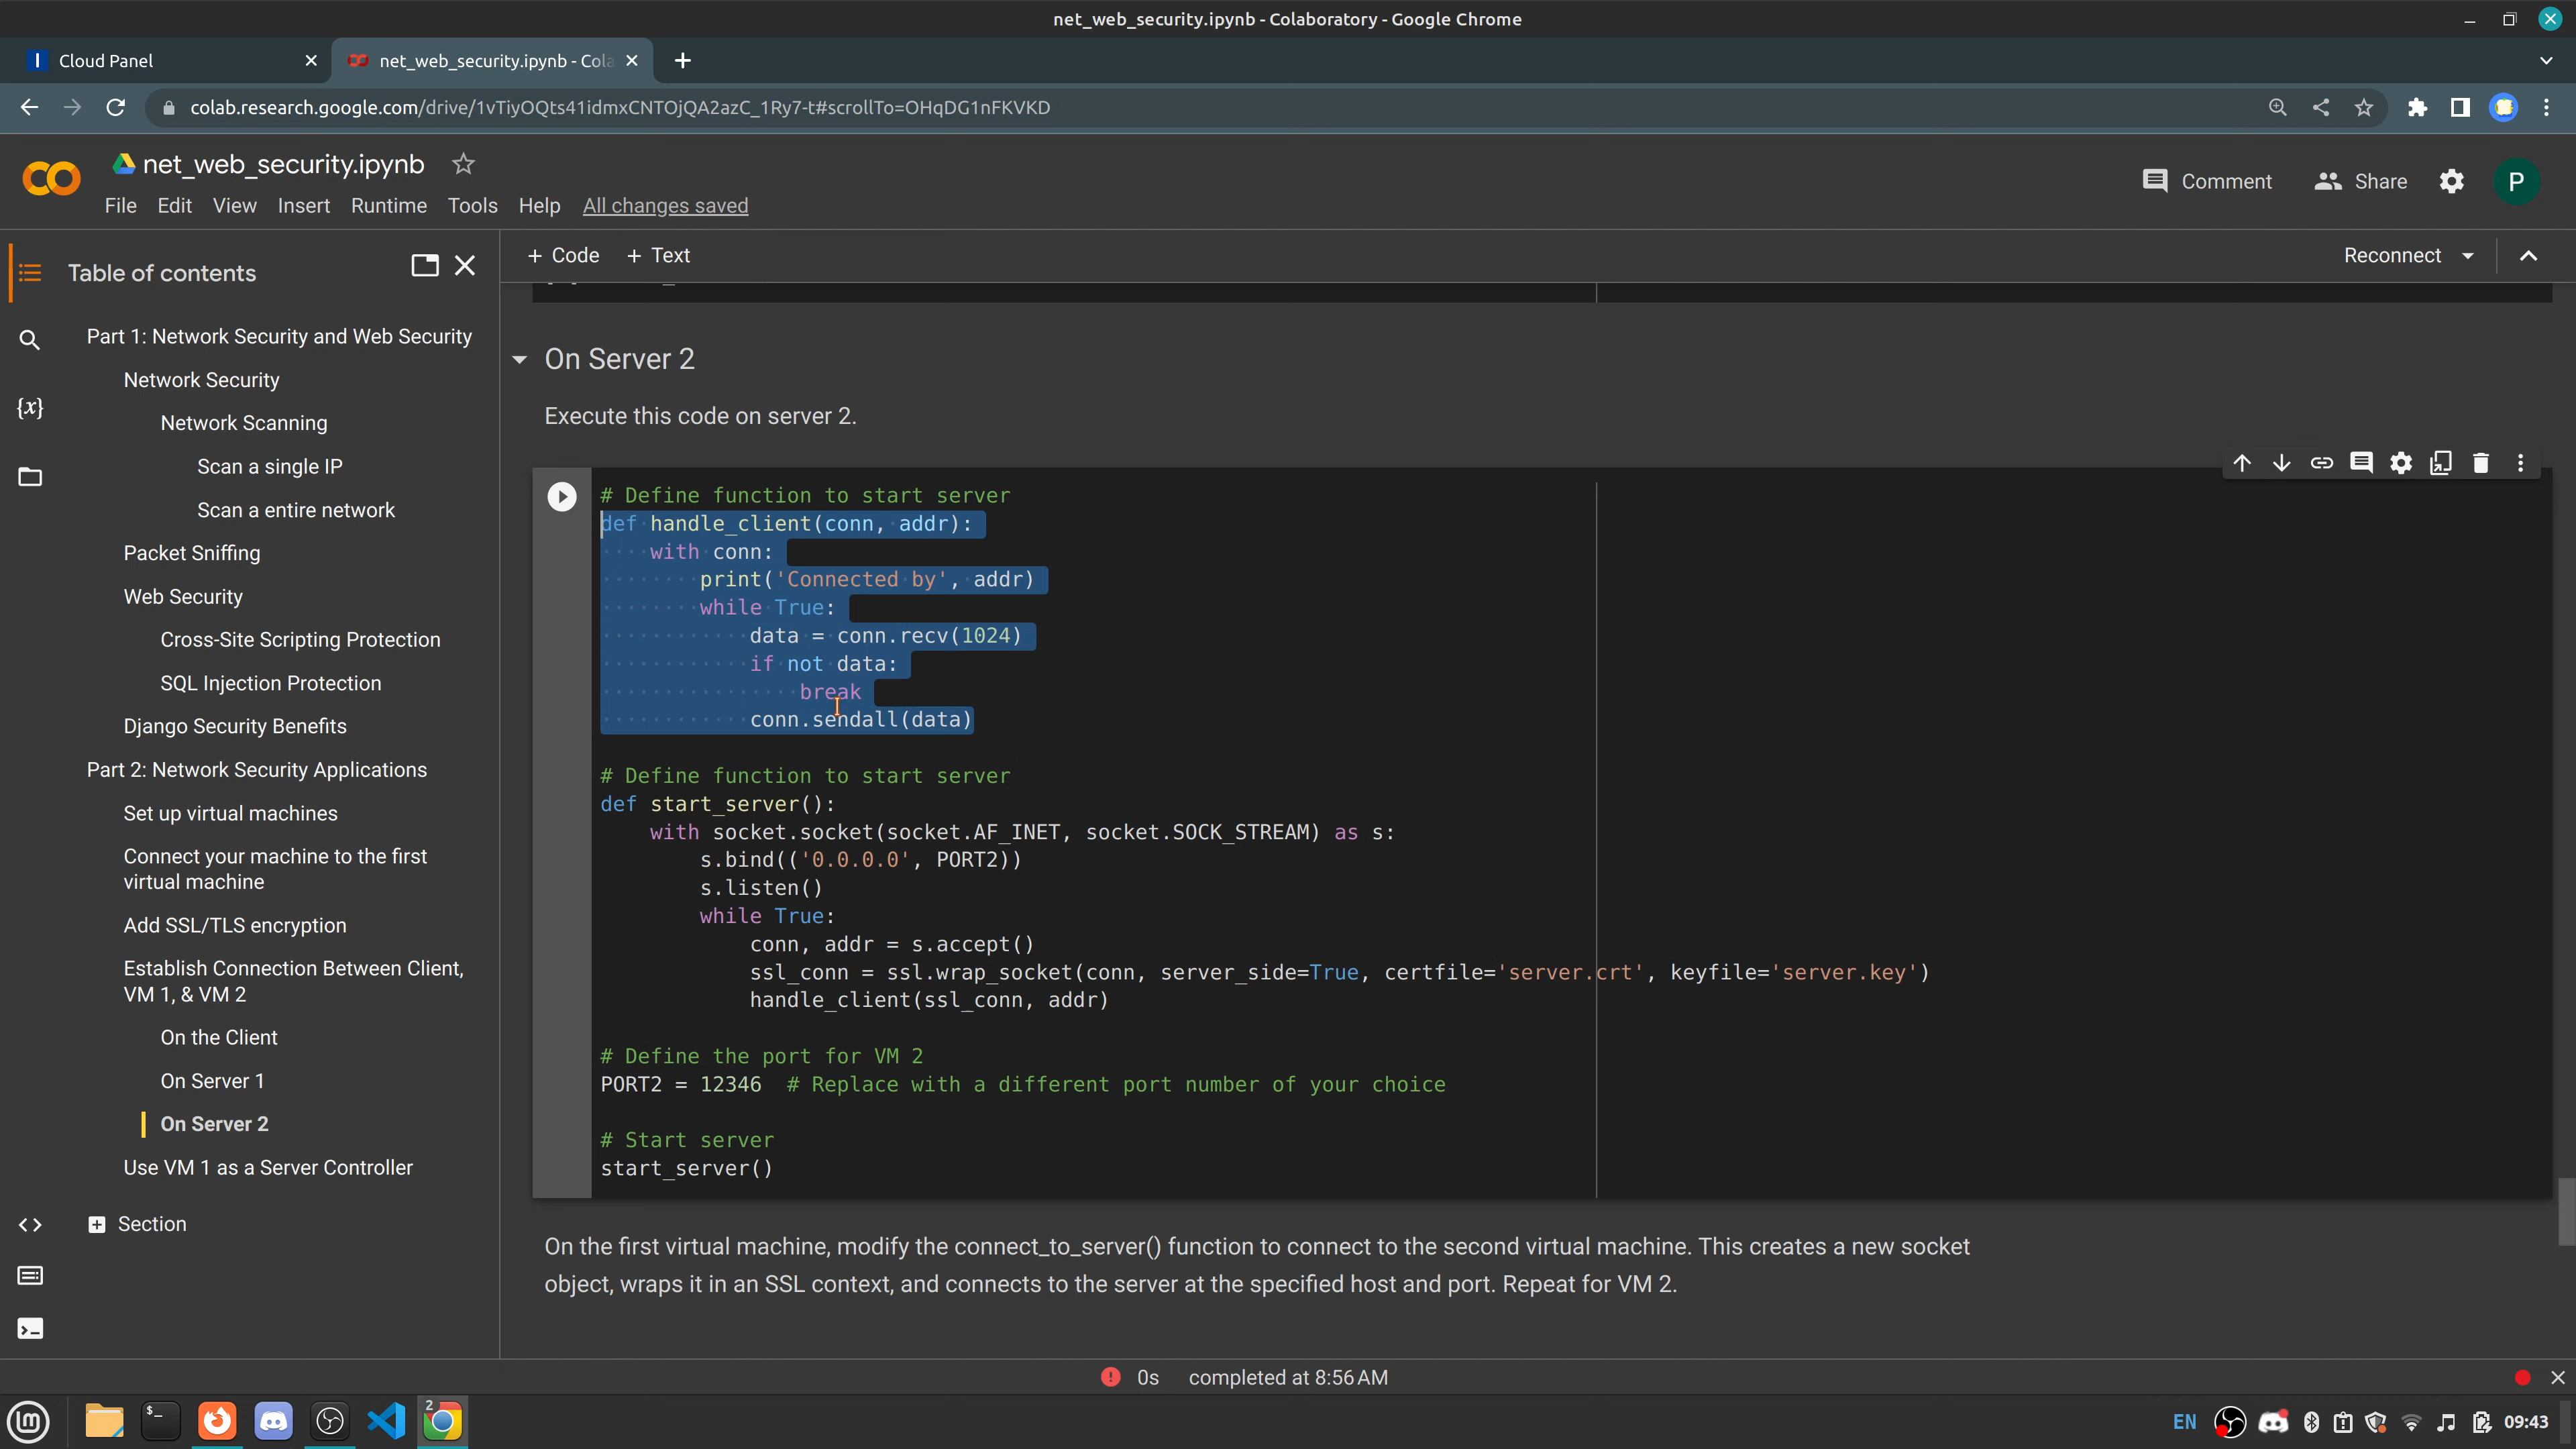 net_web_security.ipynb - Colaboratory - Google Chrome
Cloud Panel
net_web_security.ipynb - Cola
colab.research.google.com/drive/1vTiyOQts41idmxCNTOjQA2azC_1Ry7-t#scrollTo=OHqDG1nFKVKD
net_web_security.ipynb
File Edit View Insert Runtime Tools Help All changes saved
Comment Share P
Table of contents
+ Code + Text
Reconnect
Part 1: Network Security and Web Security
Network Security
Network Scanning
Scan a single IP
Scan a entire network
Packet Sniffing
Web Security
Cross-Site Scripting Protection
SQL Injection Protection
Django Security Benefits
Part 2: Network Security Applications
Set up virtual machines
Connect your machine to the first
virtual machine
Add SSL/TLS encryption
Establish Connection Between Client,
VM 1, & VM 2
On the Client
On Server 1
On Server 2
Use VM 1 as a Server Controller
Section
On Server 2
Execute this code on server 2.
# Define function to start server
def handle_client(conn, addr):
with conn:
print('Connected by', addr)
while True:
data = conn.recv(1024)
if not data:
break
conn.sendall(data)
# Define function to start server
def start_server():
with socket.socket(socket.AF_INET, socket.SOCK_STREAM) as s:
s.bind(('0.0.0.0', PORT2))
s.listen()
while True:
conn, addr = s.accept()
ssl_conn = ssl.wrap_socket(conn, server_side=True, certfile='server.crt', keyfile='server.key')
handle_client(ssl_conn, addr)
# Define the port for VM 2
PORT2 = 12346  # Replace with a different port number of your choice
# Start server
start_server()
On the first virtual machine, modify the connect_to_server() function to connect to the second virtual machine. This creates a new socket
object, wraps it in an SSL context, and connects to the server at the specified host and port. Repeat for VM 2.
0s completed at 8:56 AM
2
EN 09:43